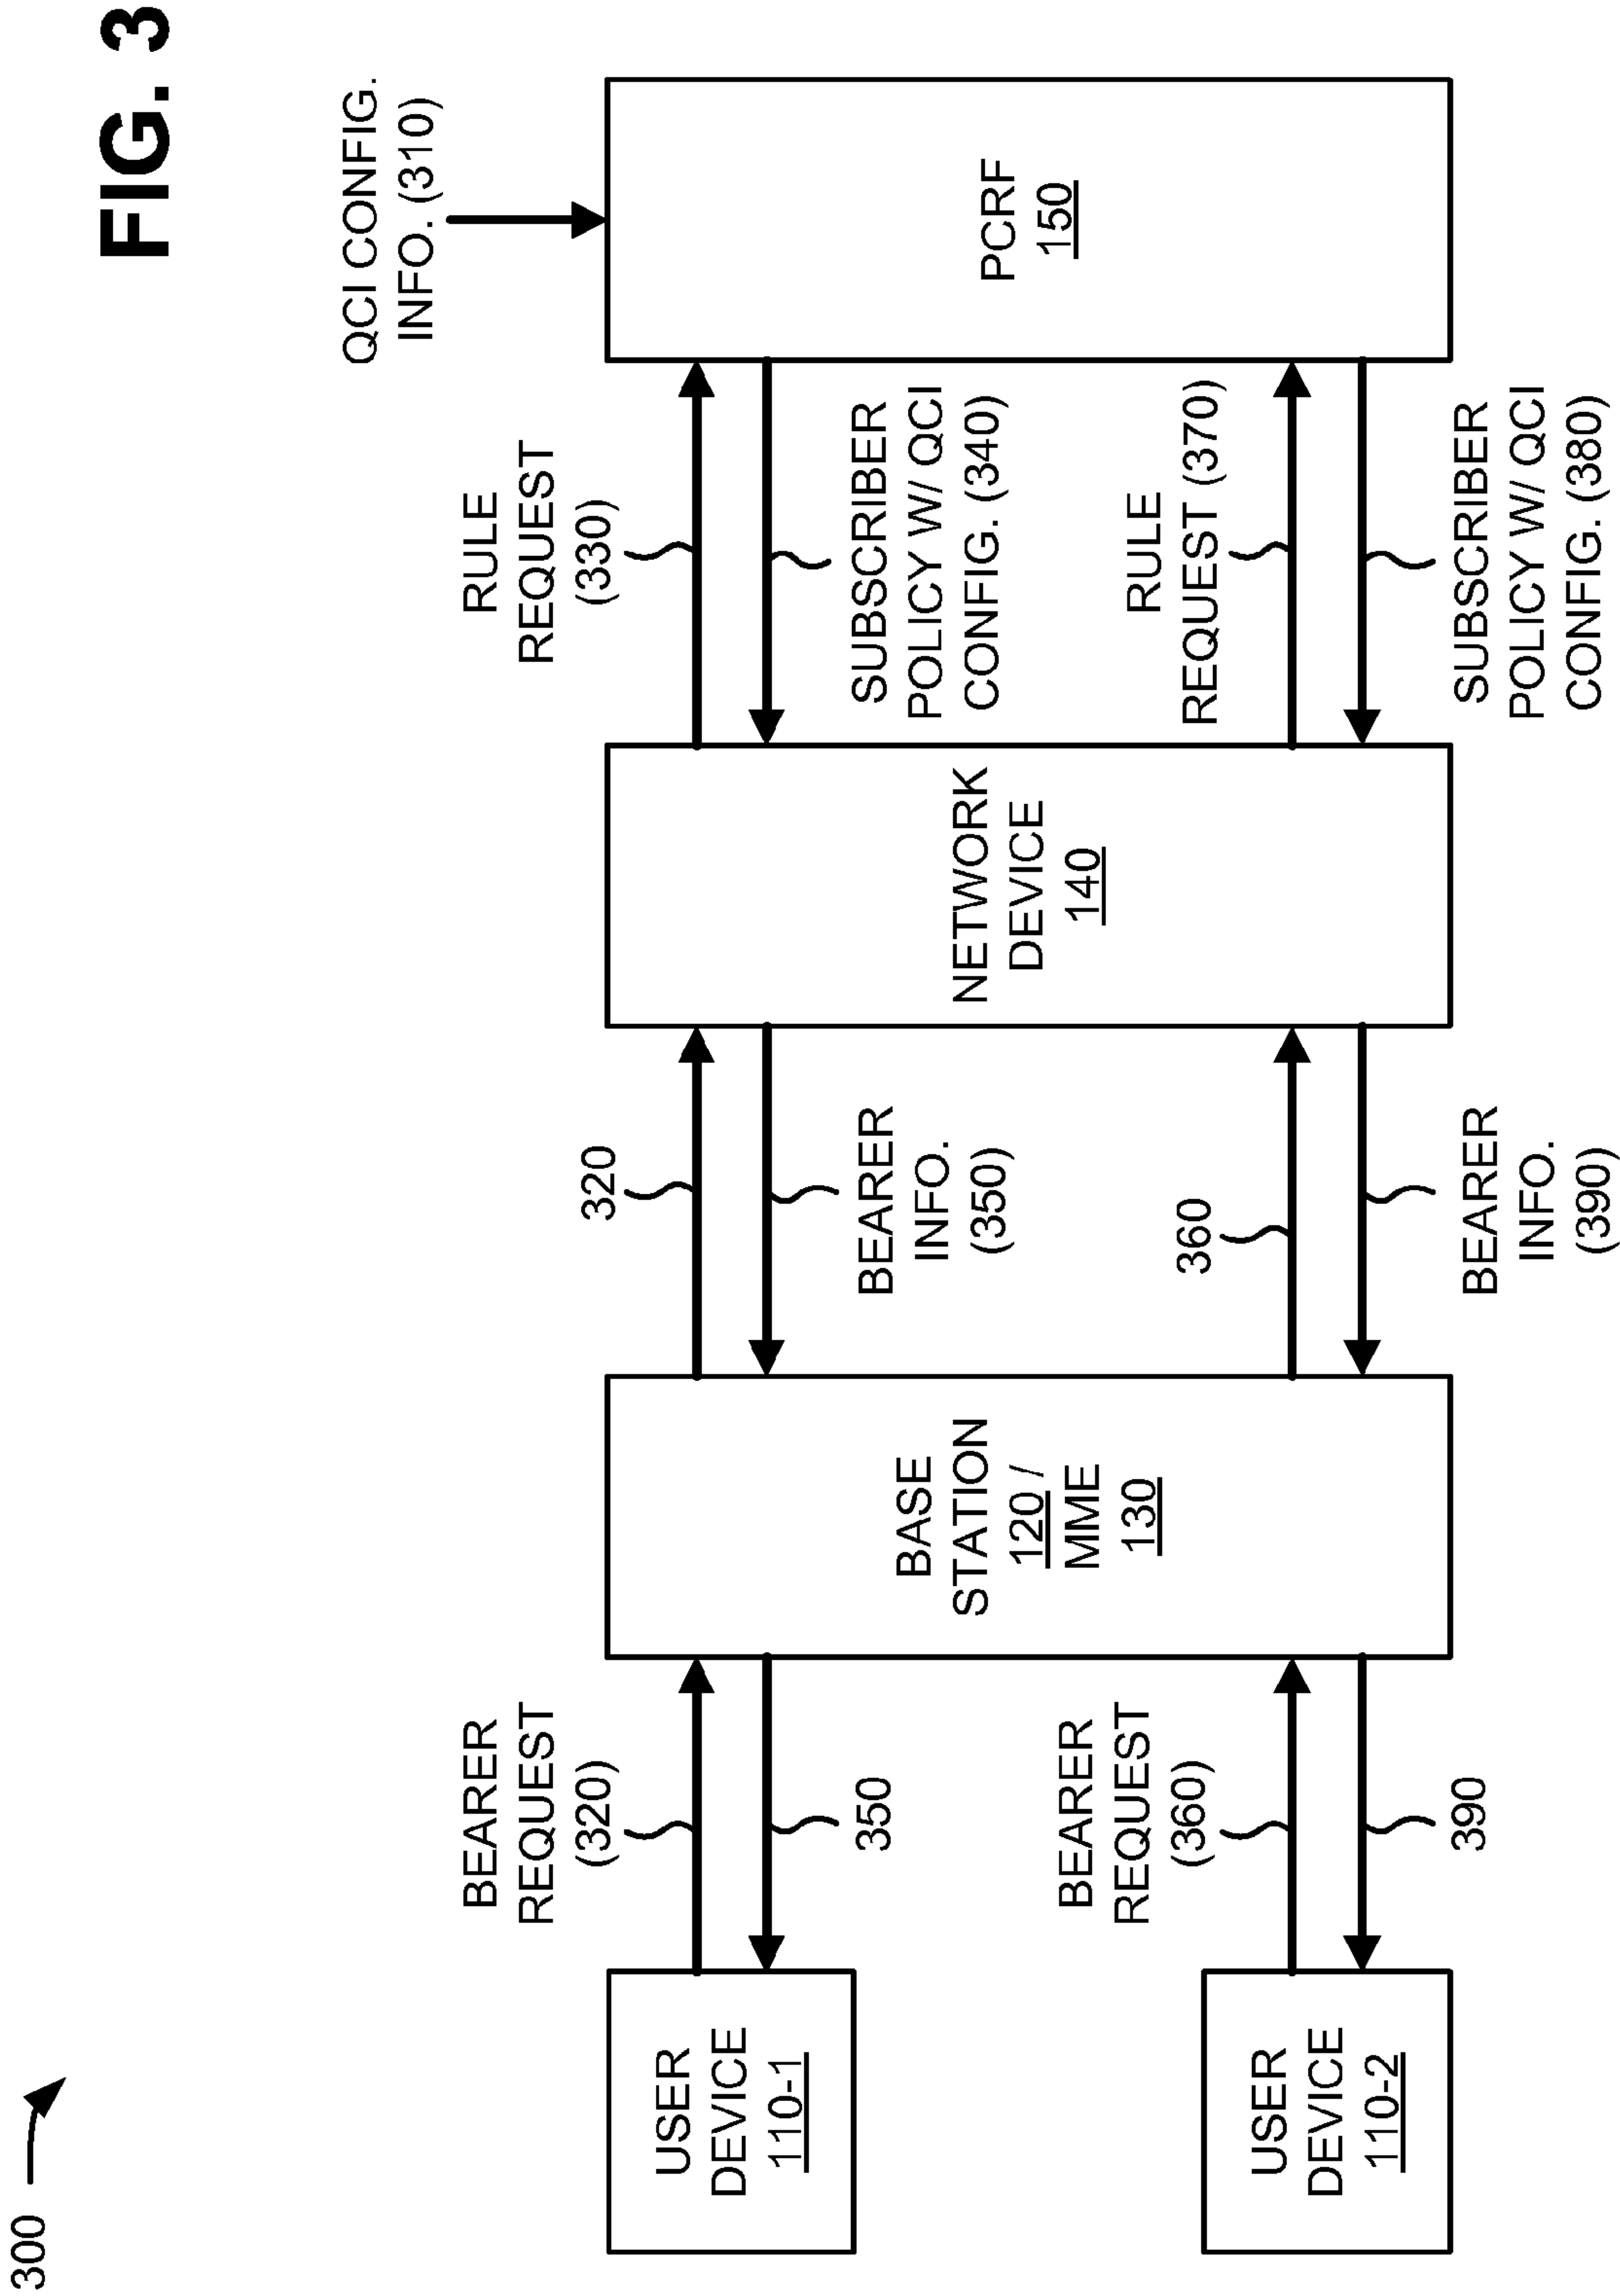 300
FIG. 3
QCI CONFIG.
INFO. (310)
BEARER
REQUEST
(320)
320
RULE
REQUEST
(330)
USER
DEVICE
110-1
350
BASE
STATION
120 /
MME
130
BEARER
INFO.
(350)
NETWORK
DEVICE
140
SUBSCRIBER
POLICY W/ QCI
CONFIG. (340)
PCRF
150
BEARER
REQUEST
(360)
360
RULE
REQUEST (370)
USER
DEVICE
110-2
390
BEARER
INFO.
(390)
SUBSCRIBER
POLICY W/ QCI
CONFIG. (380)